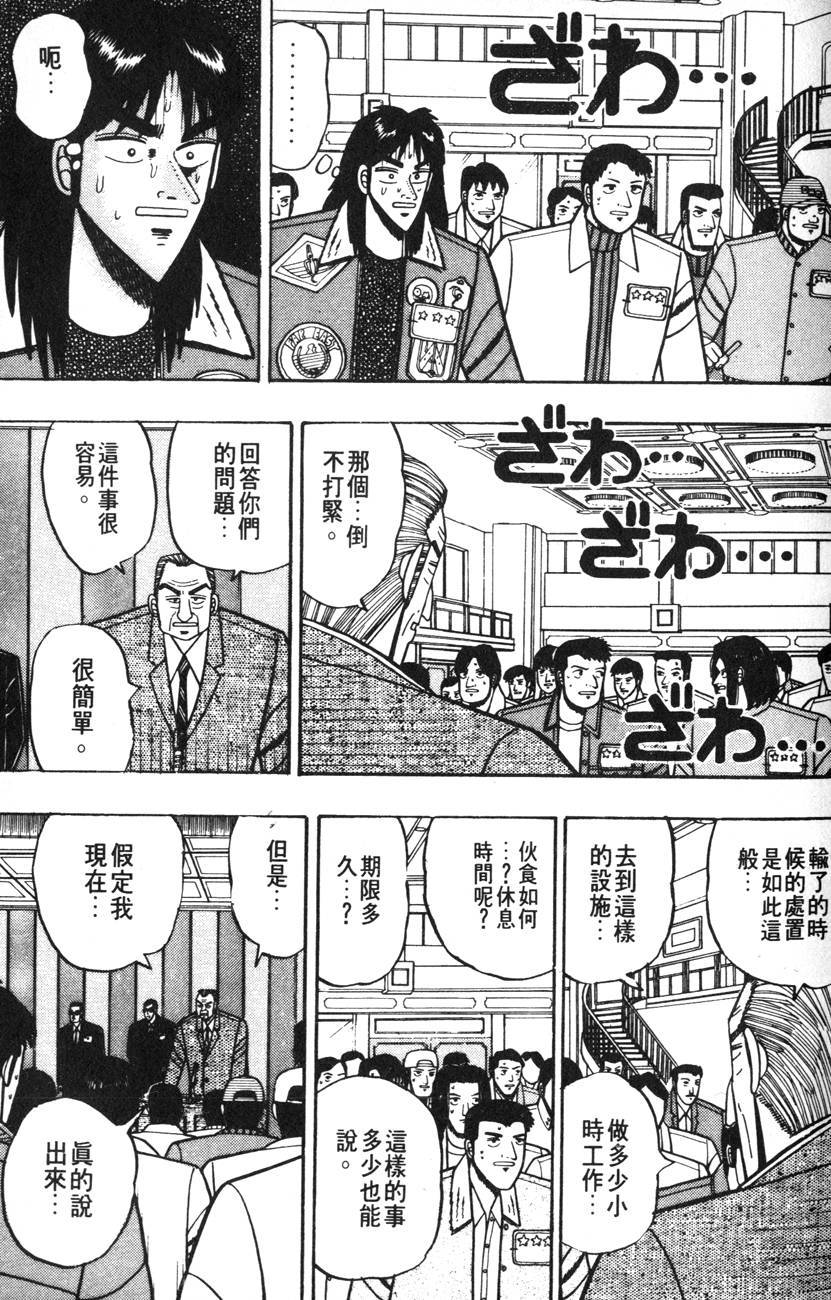 ざわ…
………
呃…
ざわ…
ざわ…
ざわ…
那個…倒
不打緊。
回答你們
的問題…
這件事很
容易。
很簡單。
輸了的時
候的處置
是如此這
般…
去到這樣
的設施…
做多少小
時工作…
伙食如何
…？休息
時間呢？
期限多
久…？
這樣的事
多少也能
說。
但是…
假定我
現在…
眞的說
出來…